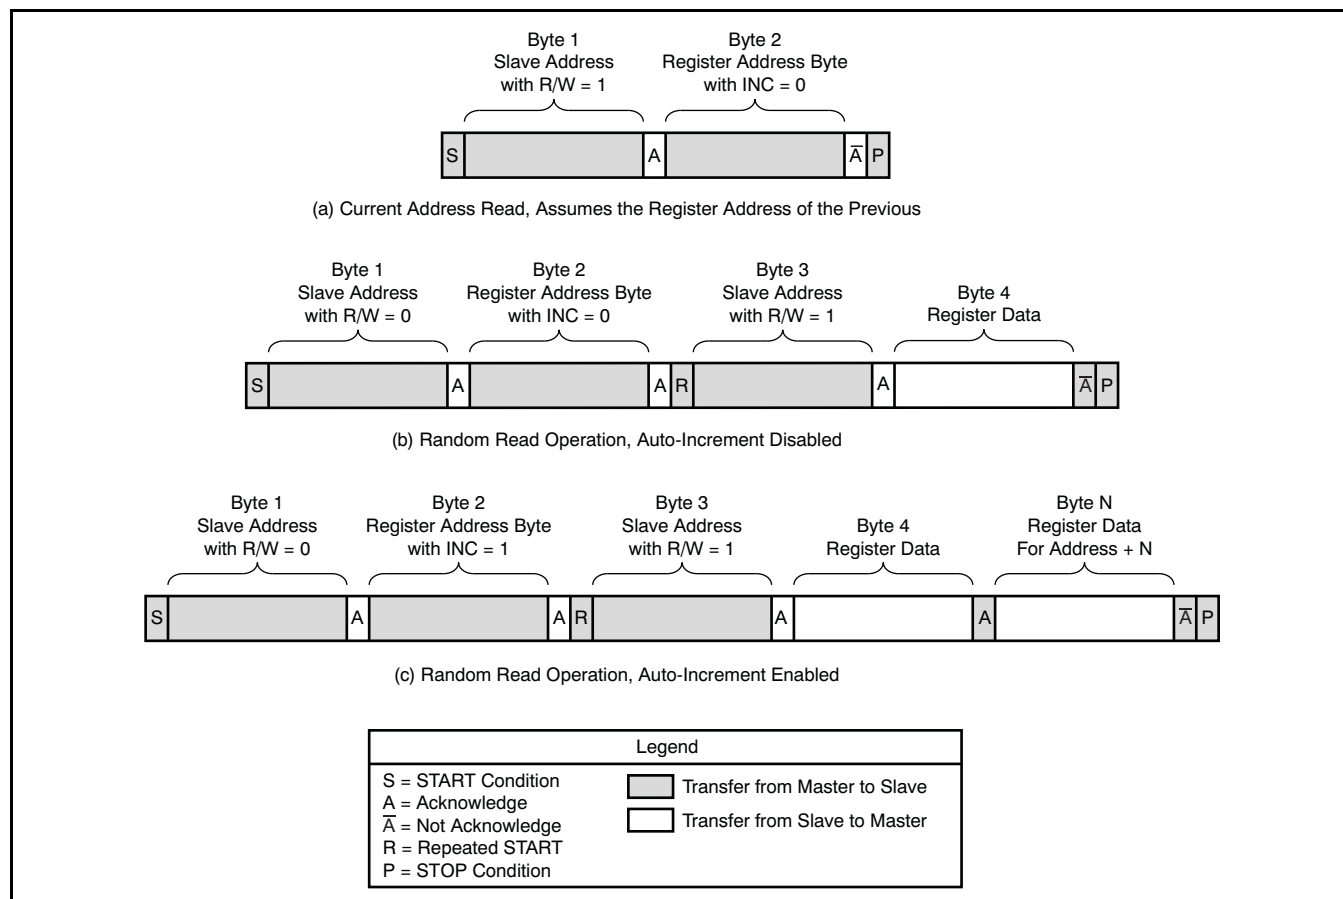 Byte 1
Slave Address
with R/W = 1
Byte 2
Register Address Byte
with INC = 0
S
A
A̅
P
(a) Current Address Read, Assumes the Register Address of the Previous
Byte 1
Slave Address
with R/W = 0
Byte 2
Register Address Byte
with INC = 0
Byte 3
Slave Address
with R/W = 1
Byte 4
Register Data
S
A
A
R
A
A̅
P
(b) Random Read Operation, Auto-Increment Disabled
Byte 1
Slave Address
with R/W = 0
Byte 2
Register Address Byte
with INC = 1
Byte 3
Slave Address
with R/W = 1
Byte 4
Register Data
Byte N
Register Data
For Address + N
S
A
A
R
A
A
A̅
P
(c) Random Read Operation, Auto-Increment Enabled
Legend
S = START Condition
A = Acknowledge
A̅ = Not Acknowledge
R = Repeated START
P = STOP Condition
Transfer from Master to Slave
Transfer from Slave to Master